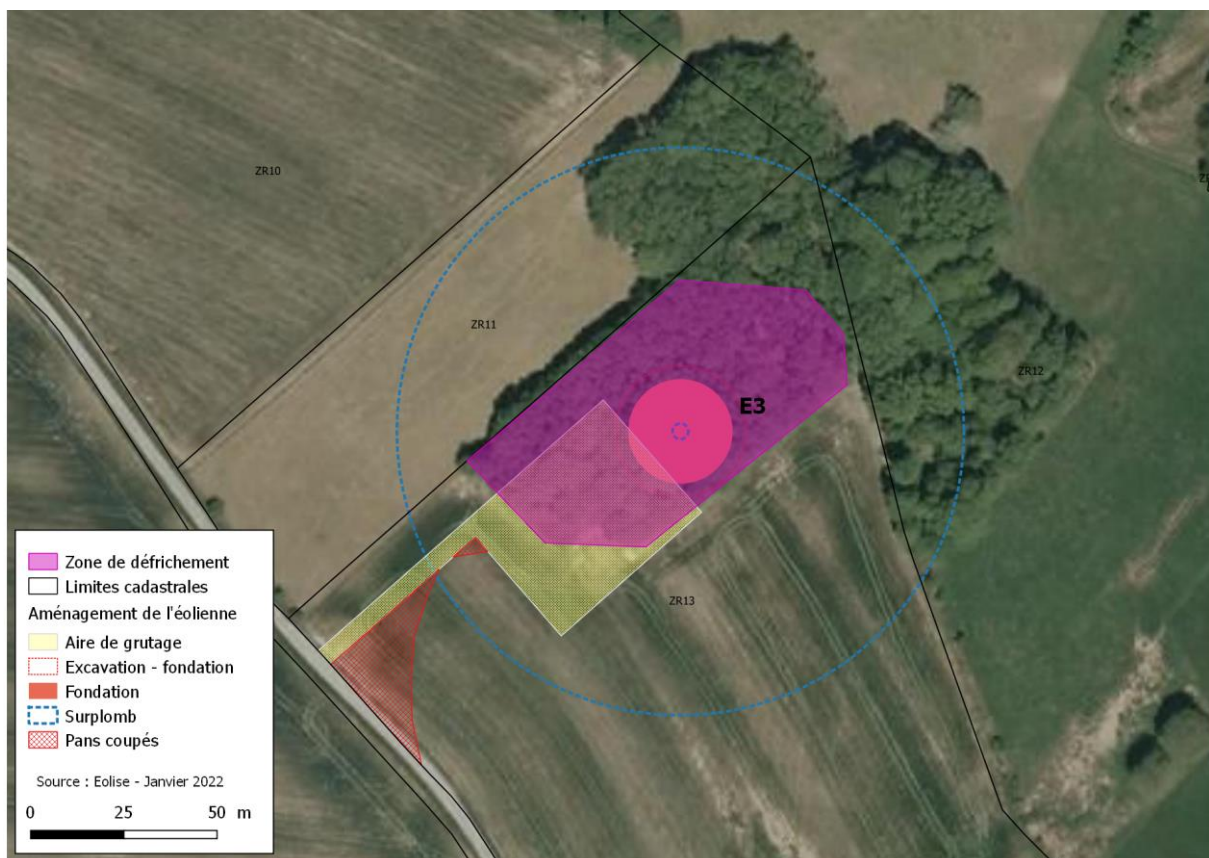 ZR10
ZR11
ZR12
E3
ZR13
Zone de défrichement
Limites cadastrales
Aménagement de l'éolienne
Aire de grutage
Excavation - fondation
Fondation
Surplomb
Pans coupés
Source : Eolise - Janvier 2022
0 25 50 m